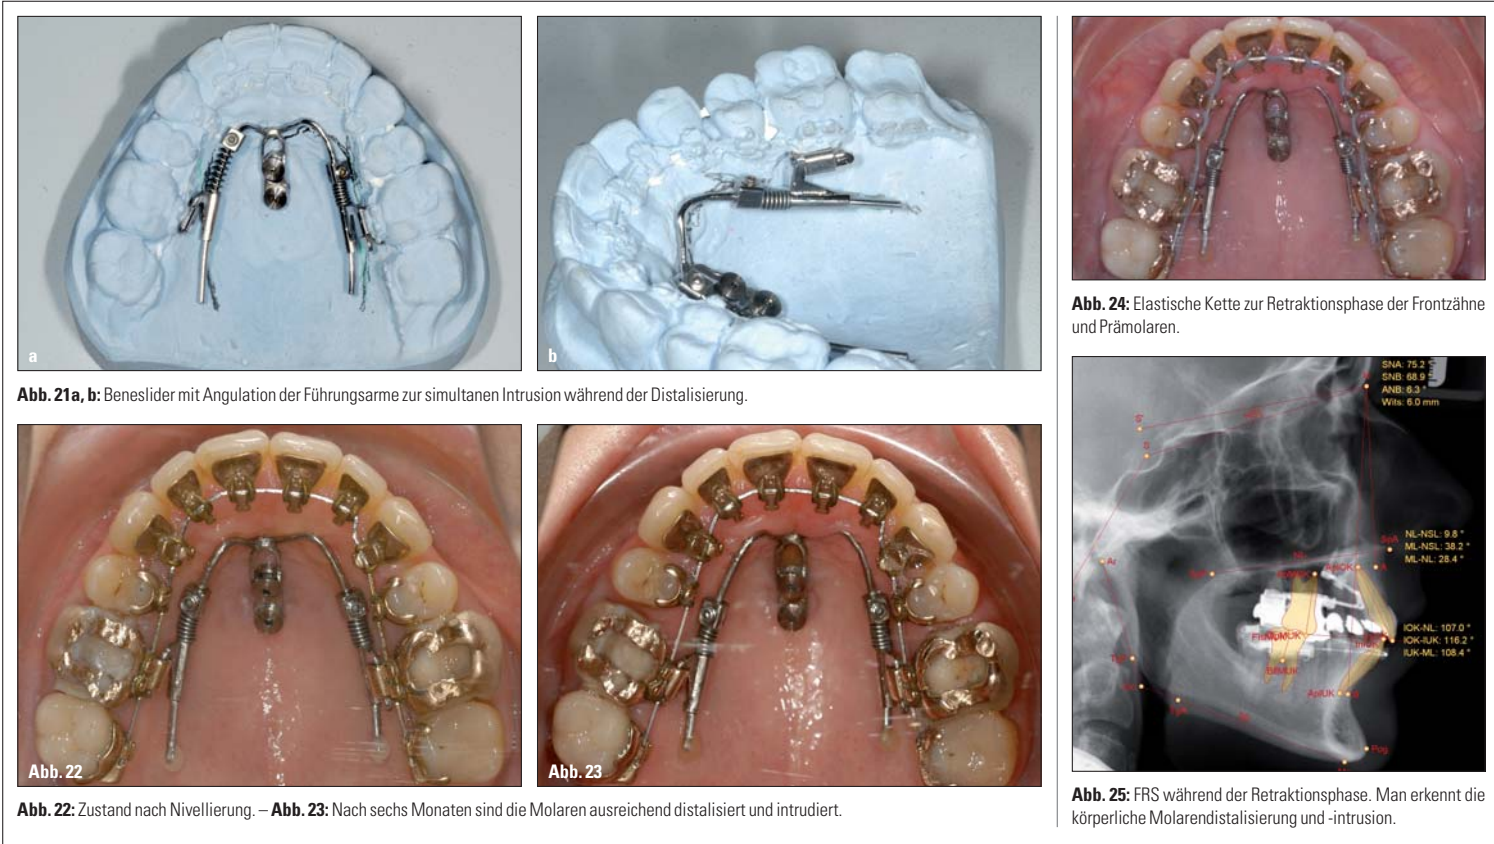 a
b
Abb. 21a, b: Beneslider mit Angulation der Führungsarme zur simultanen Intrusion während der Distalisierung.
Abb. 22
Abb. 23
Abb. 22: Zustand nach Nivellierung. – Abb. 23: Nach sechs Monaten sind die Molaren ausreichend distalisiert und intrudiert.
Abb. 24: Elastische Kette zur Retraktionsphase der Frontzähne
und Prämolaren.
SNA: 75.2
SNB: 68.9
ANB: 6.3 °
Wits: 6.0 mm
S'
S
Ar
NL-NSL: 9.8 °
ML-NSL: 38.2 °
ML-NL: 28.4 °
A
IOK-NL: 107.0 °
IOK-IUK: 116.2 °
IUK-ML: 108.4 °
ApIUK
Pog
Abb. 25: FRS während der Retraktionsphase. Man erkennt die
körperliche Molarendistalisierung und -intrusion.